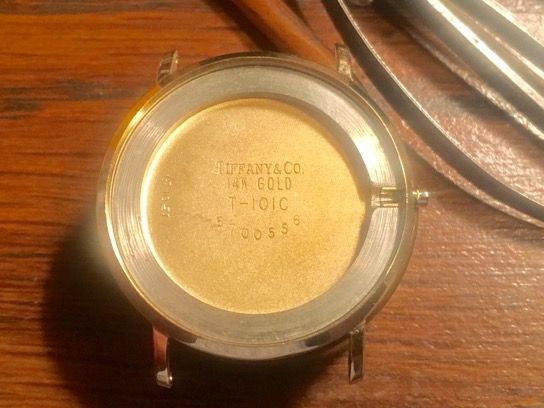 TIFFANY & CO.
14K GOLD
T-101C
5700556